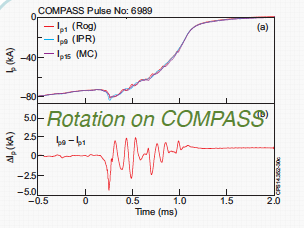 COMPASS Pulse No: 6989
0
(a)
Ip1 (Rog)
Ip9 (IPR)
Ip15 (MC)
Ip (kA)
−40
−80
Rotation on COMPASS
(b)
5.0
Ip9 − Ip1
2.5
ΔIp (kA)
0
−2.5
−5.0
−0.5
0
0.5
1.0
1.5
2.0
Time (ms)